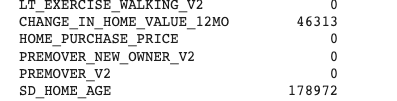 LT_EXERCISE_WALKING_V2 0
CHANGE_IN_HOME_VALUE_12MO 46313
HOME_PURCHASE_PRICE 0
PREMOVER_NEW_OWNER_V2 0
PREMOVER_V2 0
SD_HOME_AGE 178972